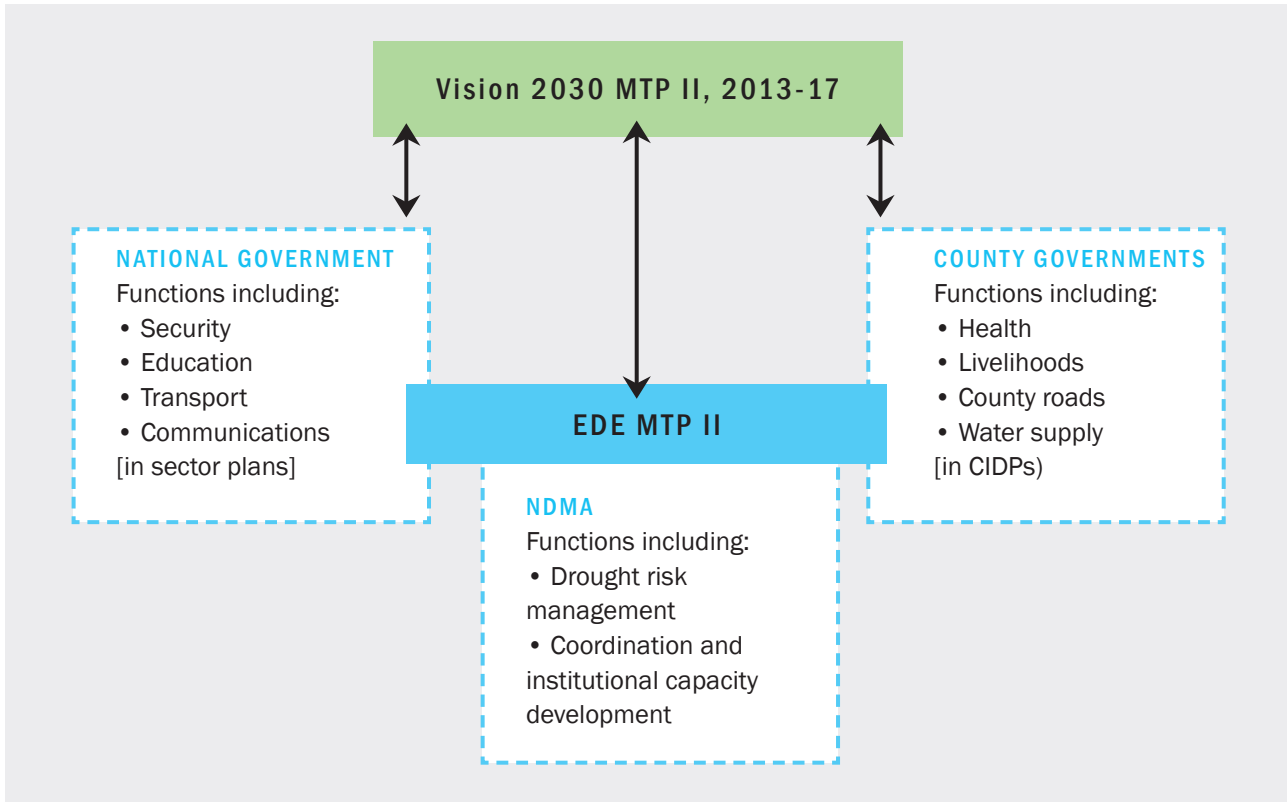 Vision 2030 MTP II, 2013-17
NATIONAL GOVERNMENT
Functions including:
• Security
• Education
• Transport
• Communications
[in sector plans]
COUNTY GOVERNMENTS
Functions including:
• Health
• Livelihoods
• County roads
• Water supply
[in CIDPs)
EDE MTP II
NDMA
Functions including:
• Drought risk
management
• Coordination and
institutional capacity
development